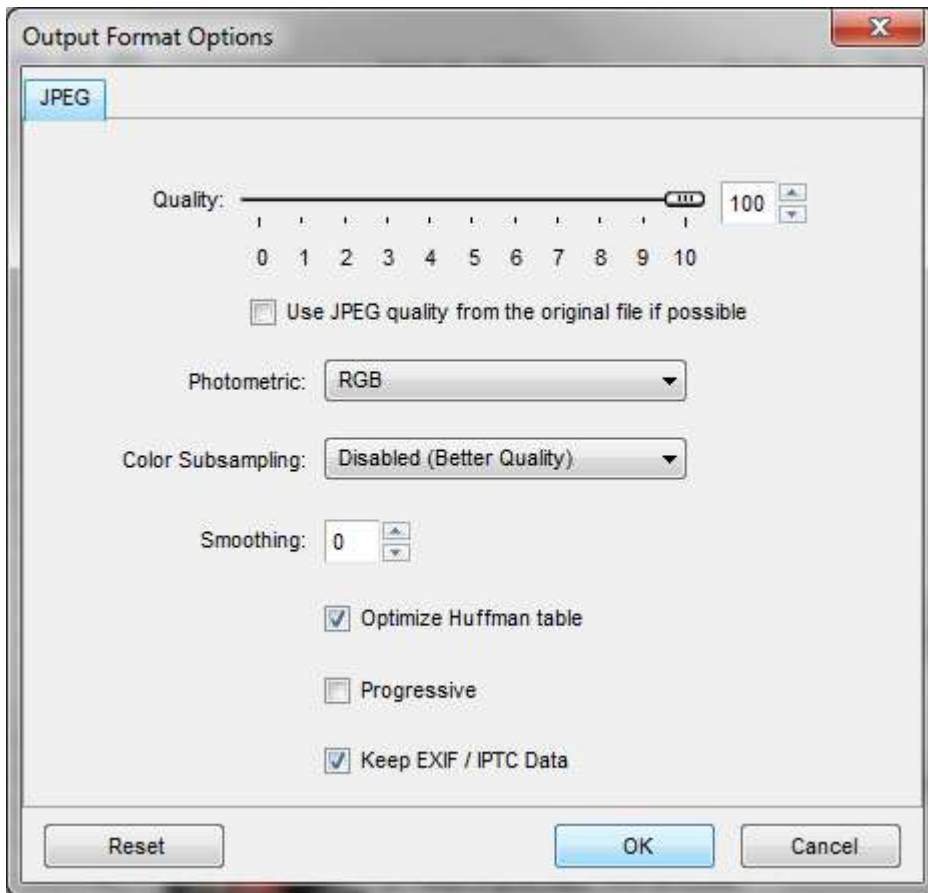 Output Format Options
JPEG
Quality: 100
0 1 2 3 4 5 6 7 8 9 10
Use JPEG quality from the original file if possible
Photometric: RGB
Color Subsampling: Disabled (Better Quality)
Smoothing: 0
Optimize Huffman table
Progressive
Keep EXIF / IPTC Data
Reset OK Cancel